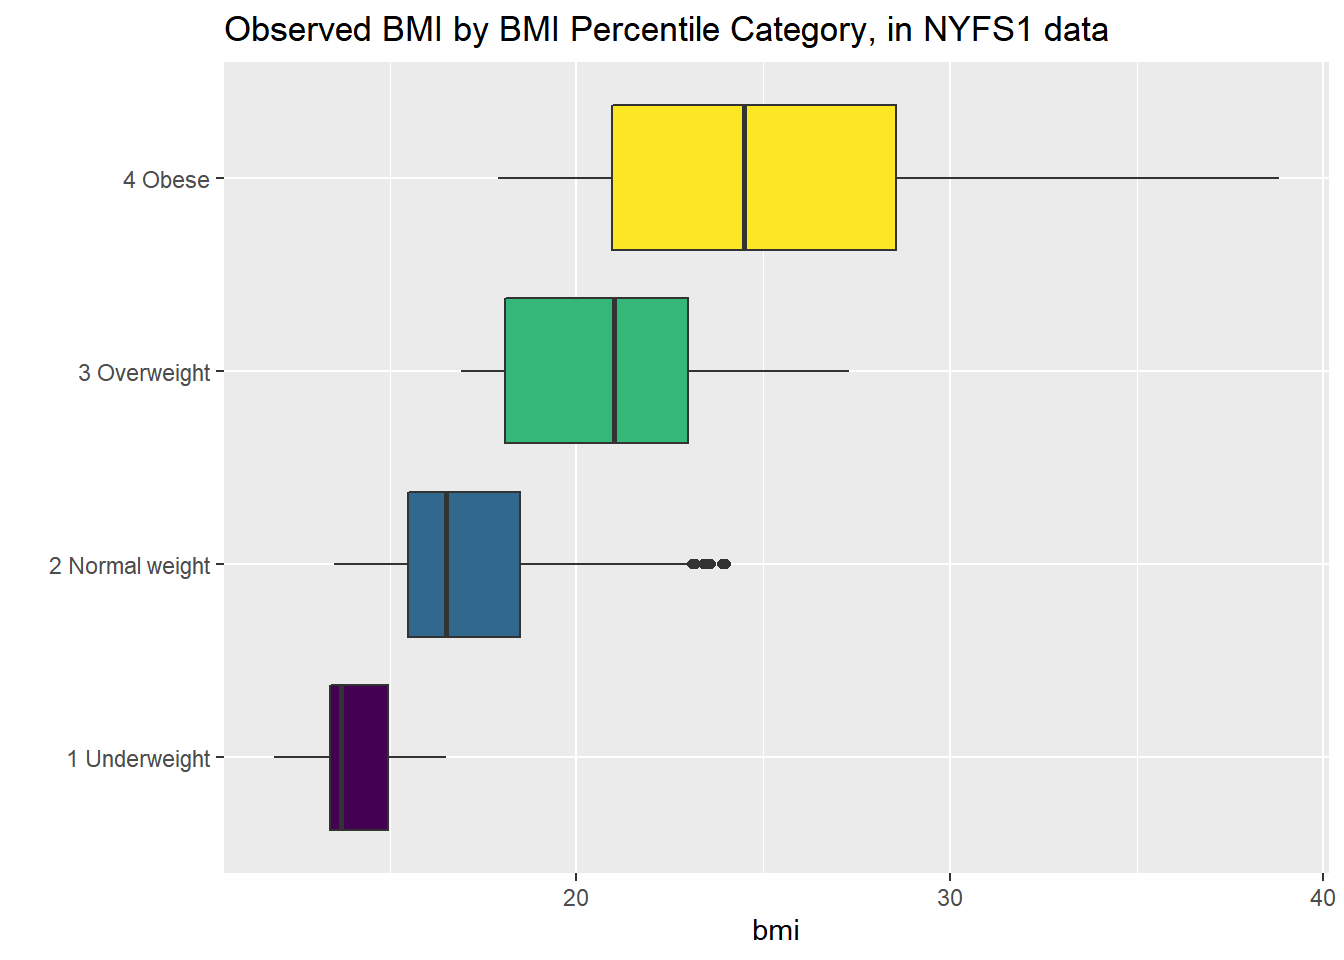 Observed BMI by BMI Percentile Category, in NYFS1 data
4 Obese
3 Overweight
2 Normal weight
1 Underweight
20 30 40
bmi